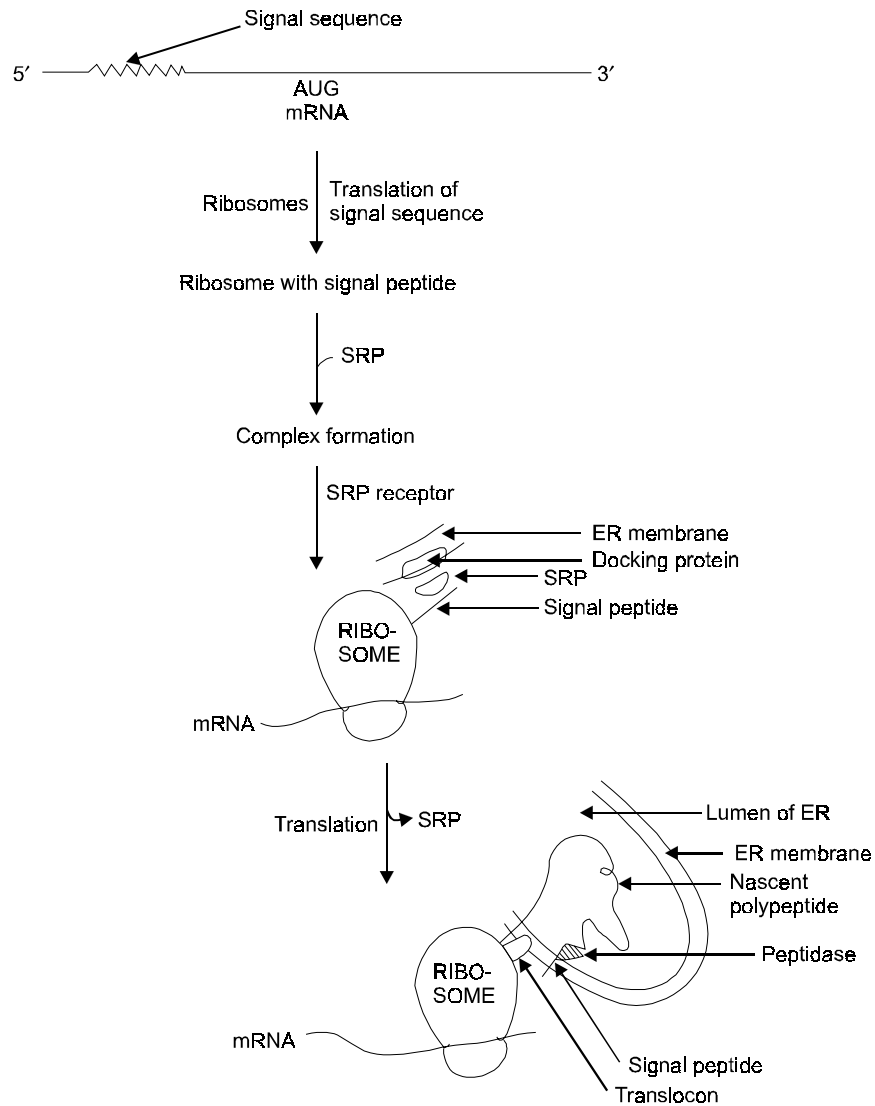 Signal sequence
5′
3′
AUG
mRNA
Ribosomes
Translation of
signal sequence
Ribosome with signal peptide
SRP
Complex formation
SRP receptor
ER membrane
Docking protein
SRP
Signal peptide
RIBO-
SOME
mRNA
Translation
SRP
Lumen of ER
ER membrane
Nascent
polypeptide
Peptidase
RIBO-
SOME
mRNA
Signal peptide
Translocon